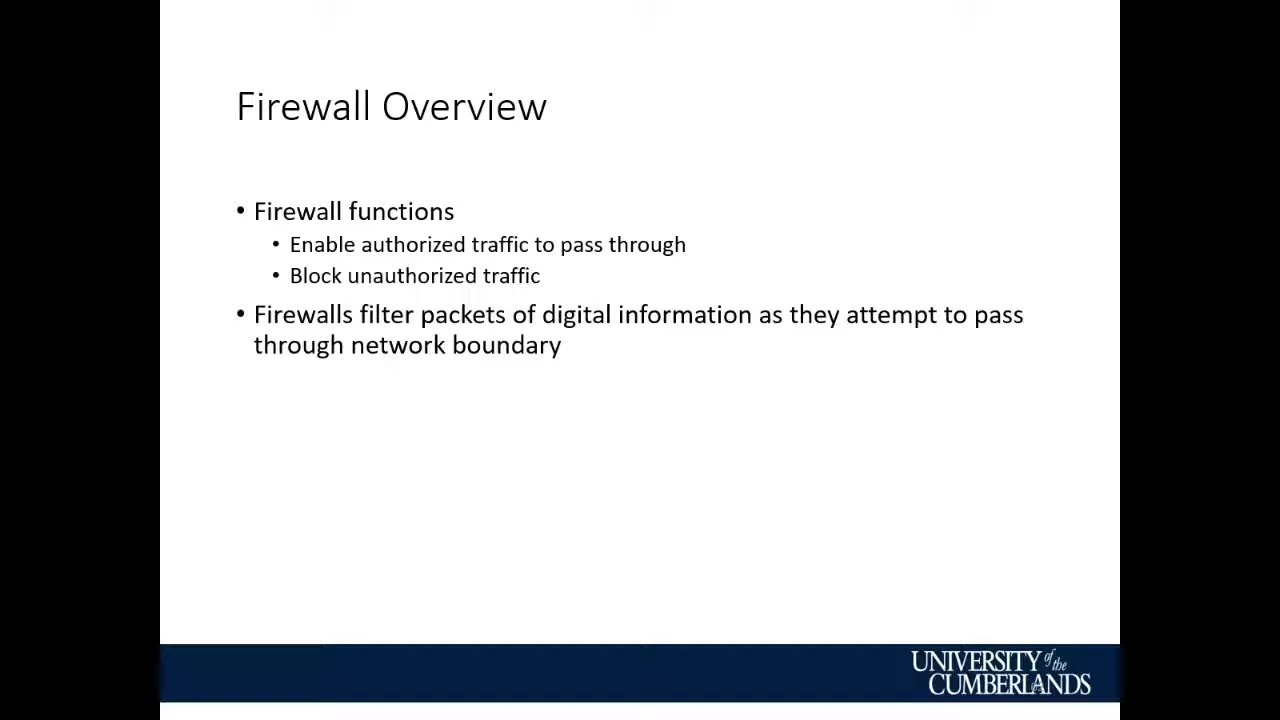 Firewall Overview
• Firewall functions
• Enable authorized traffic to pass through
• Block unauthorized traffic
• Firewalls filter packets of digital information as they attempt to pass
through network boundary
UNIVERSITY of the
CUMBERLANDS